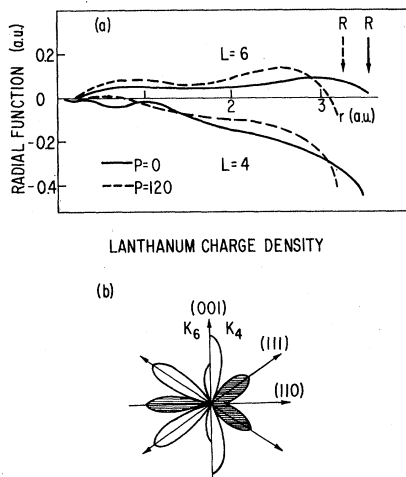 (a)
R R
0.2
L=6
0
1 2 3
r (a.u.)
-0.2
-0.4
RADIAL FUNCTION (a.u.)
P=0
P=120
L=4
LANTHANUM CHARGE DENSITY
(b)
(001)
K6 K4
(111)
(110)